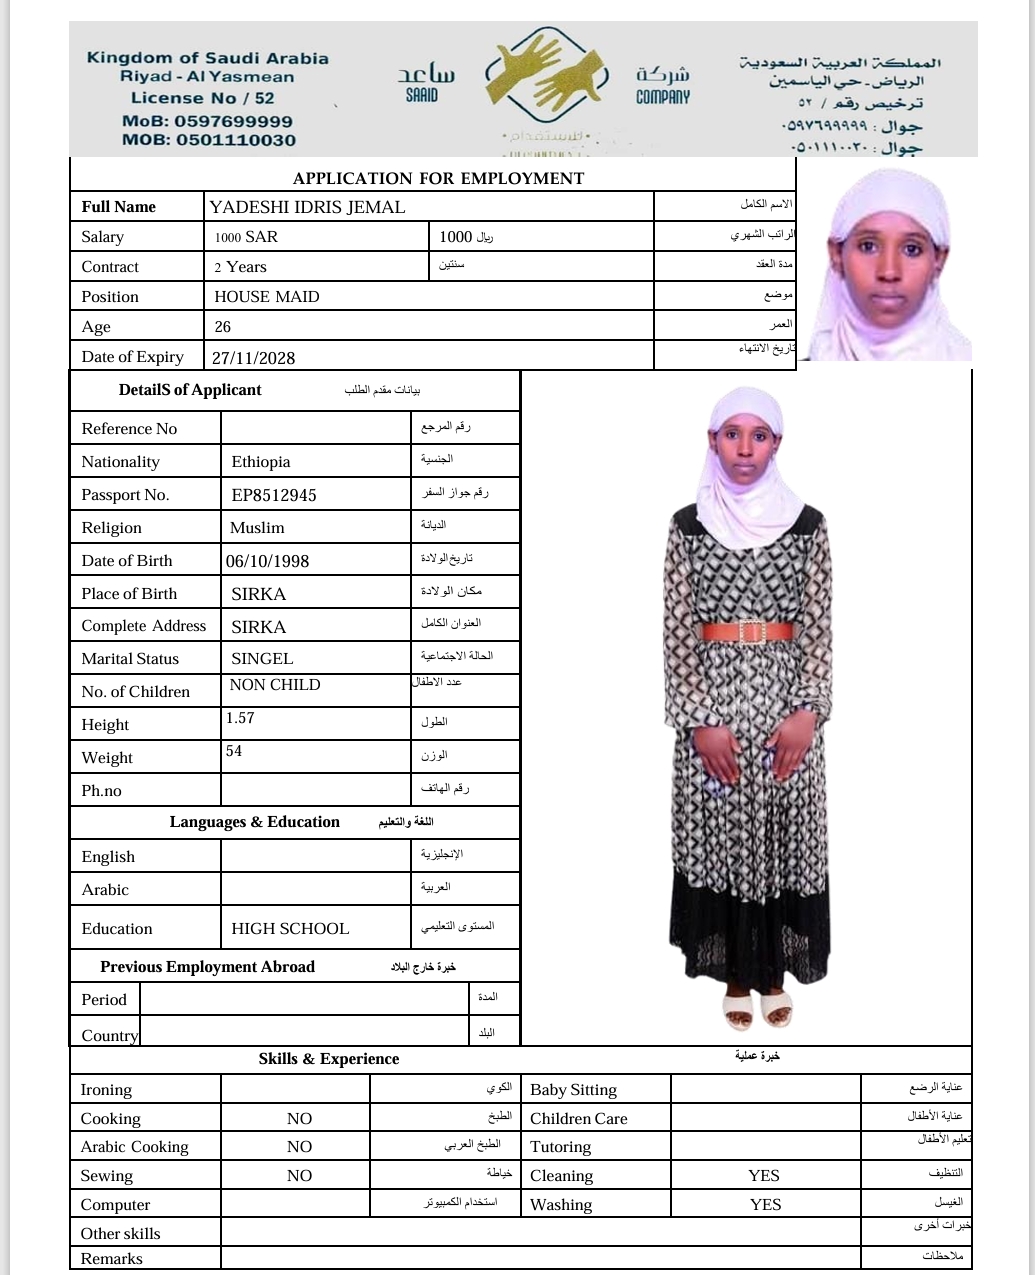 Kingdom of Saudi Arabia
Riyad - Al Yasmean
License No / 52
MoB: 0597699999
MOB: 0501110030
ساعد
SAAID
شركة
COMPANY
للاستقدام
المملكة العربية السعودية
الرياض - حي الياسمين
ترخيص رقم / ٥٢
جوال : ٠٥٩٧٦٩٩٩٩٩
جوال : ٠٥٠١١١٠٠٣٠
APPLICATION FOR EMPLOYMENT
Full Name YADESHI IDRIS JEMAL الاسم الكامل
Salary 1000 SAR 1000 ريال الراتب الشهري
Contract 2 Years سنتين مدة العقد
Position HOUSE MAID موضع
Age 26 العمر
Date of Expiry 27/11/2028 تاريخ الانتهاء
DetailS of Applicant بيانات مقدم الطلب
Reference No رقم المرجع
Nationality Ethiopia الجنسية
Passport No. EP8512945 رقم جواز السفر
Religion Muslim الديانة
Date of Birth 06/10/1998 تاريخ الولادة
Place of Birth SIRKA مكان الولادة
Complete Address SIRKA العنوان الكامل
Marital Status SINGEL الحالة الاجتماعية
No. of Children NON CHILD عدد الاطفال
Height 1.57 الطول
Weight 54 الوزن
Ph.no رقم الهاتف
Languages & Education اللغة والتعليم
English الإنجليزية
Arabic العربية
Education HIGH SCHOOL المستوى التعليمي
Previous Employment Abroad خبرة خارج البلاد
Period المدة
Country البلد
Skills & Experience خبرة عملية
Ironing الكوي Baby Sitting عناية الرضع
Cooking NO الطبخ Children Care عناية الأطفال
Arabic Cooking NO الطبخ العربي Tutoring تعليم الأطفال
Sewing NO خياطة Cleaning YES التنظيف
Computer استخدام الكمبيوتر Washing YES الغيسل
Other skills خبرات أخرى
Remarks ملاحظات